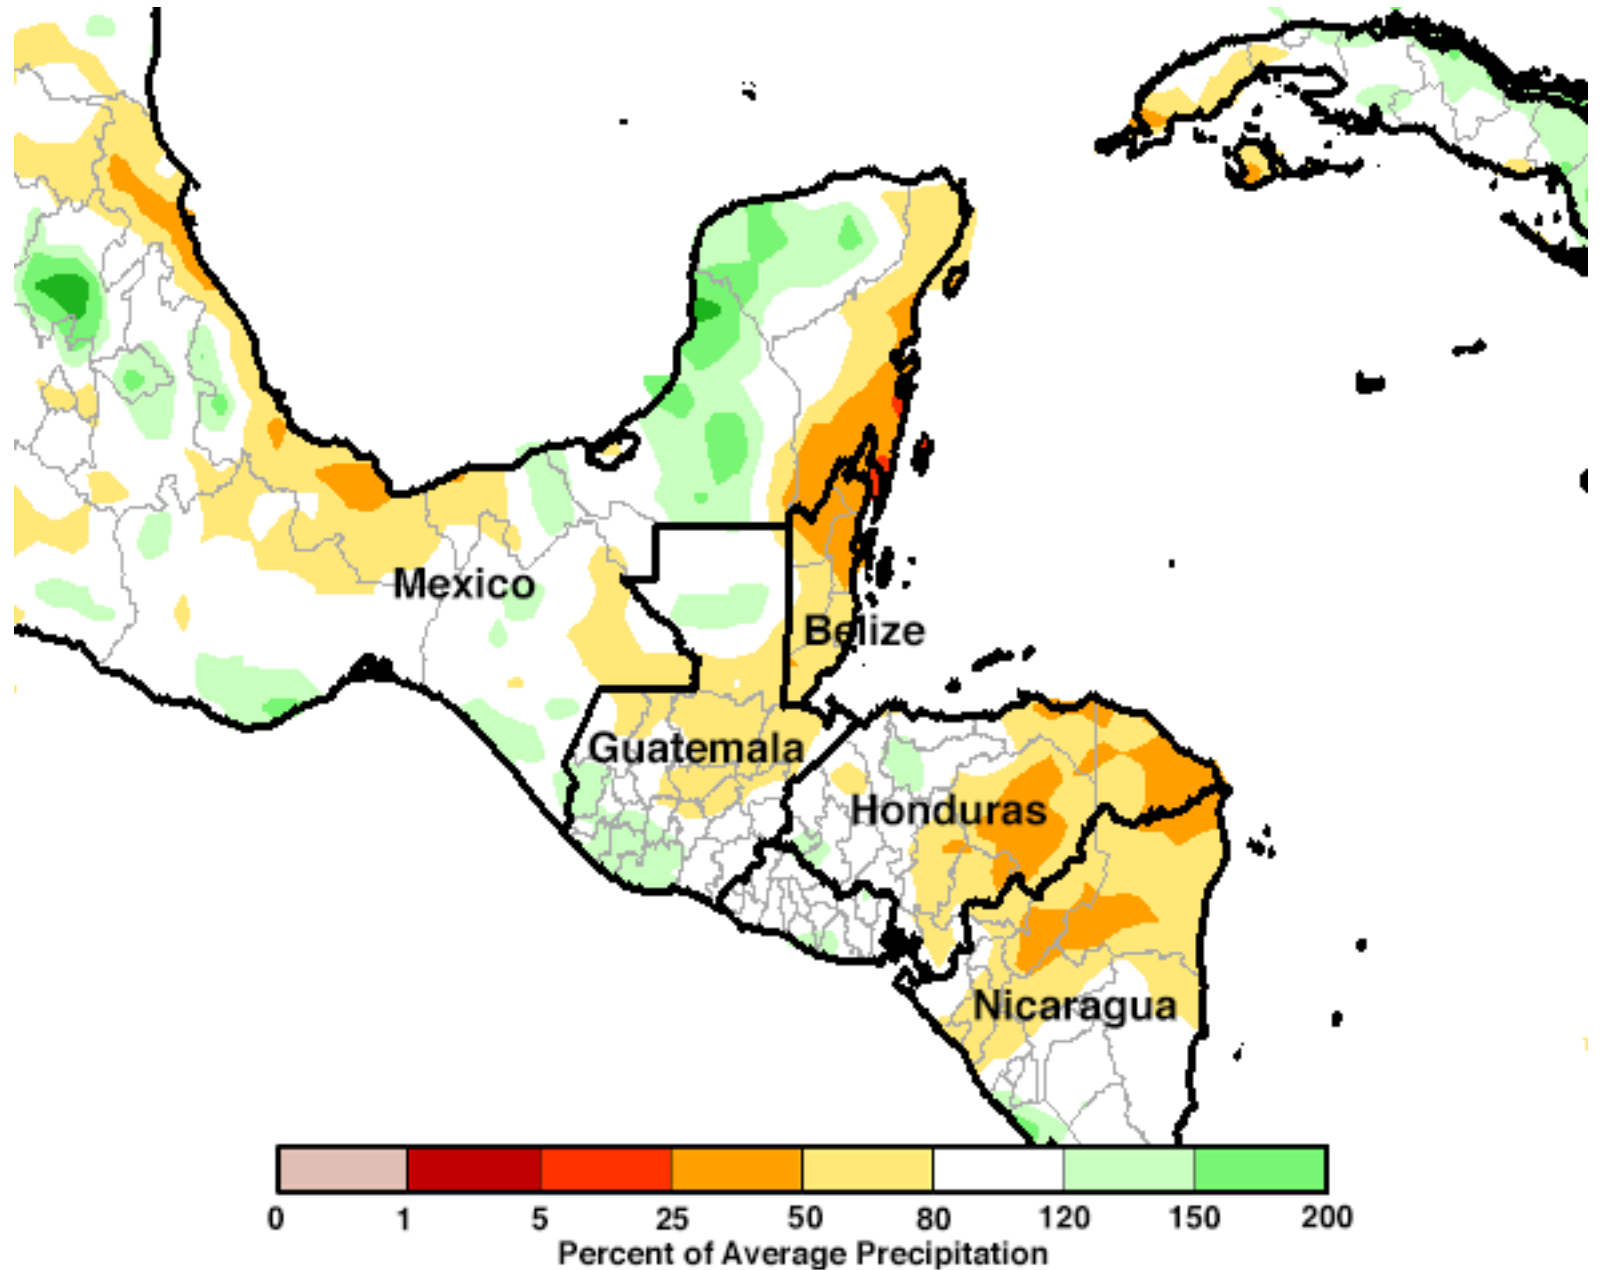 Mexico
Belize
Guatemala
Honduras
Nicaragua
0 1 5 25 50 80 120 150 200
Percent of Average Precipitation